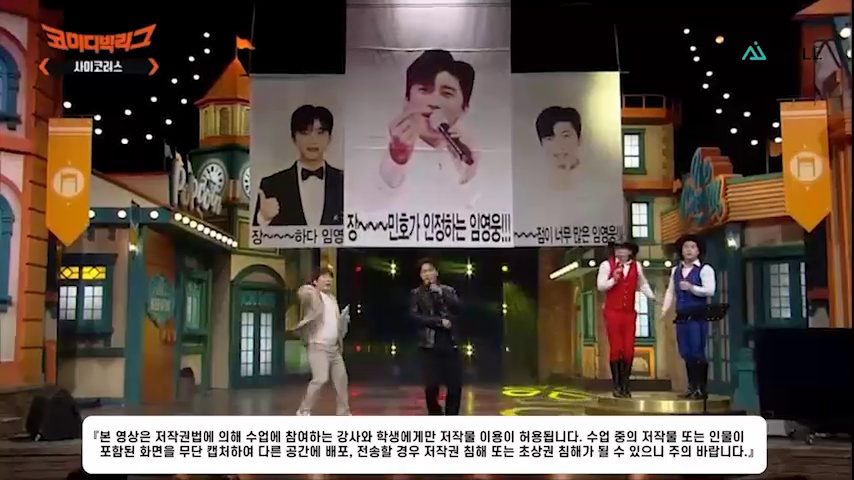 코미디빅리그
사이코러스
장~~~~하다 임영
장~~~민호가 인정하는 임영웅!!!
~~~점이 너무 많은 임영웅!!
『본 영상은 저작권법에 의해 수업에 참여하는 강사와 학생에게만 저작물 이용이 허용됩니다. 수업 중의 저작물 또는 인물이
포함된 화면을 무단 캡처하여 다른 공간에 배포, 전송할 경우 저작권 침해 또는 초상권 침해가 될 수 있으니 주의 바랍니다.』